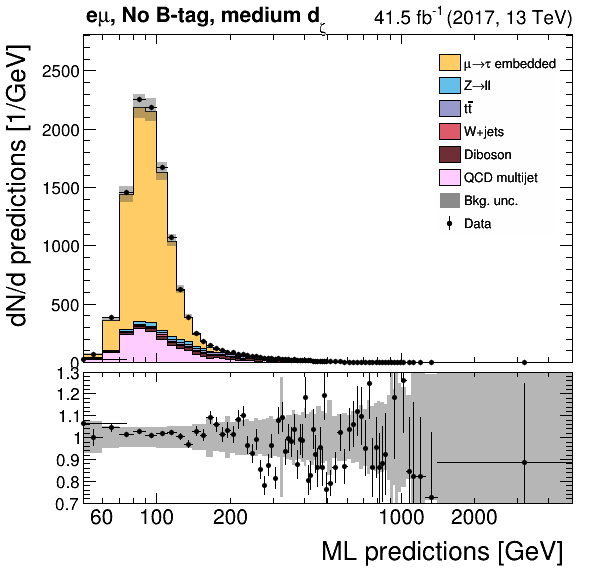 eμ, No B-tag, medium dζ 41.5 fb⁻¹ (2017, 13 TeV)
dN/d predictions [1/GeV]
2500
2000
1500
1000
500
0
μ→τ embedded
Z→ll
tt̄
W+jets
Diboson
QCD multijet
Bkg. unc.
Data
1.3
1.2
1.1
1
0.9
0.8
0.7
60 100 200 1000 2000
ML predictions [GeV]